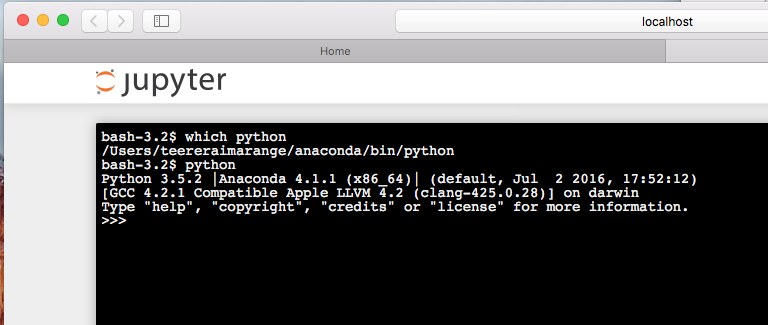 localhost
Home
jupyter
bash-3.2$ which python
/Users/teereraimarange/anaconda/bin/python
bash-3.2$ python
Python 3.5.2 |Anaconda 4.1.1 (x86_64)| (default, Jul  2 2016, 17:52:12)
[GCC 4.2.1 Compatible Apple LLVM 4.2 (clang-425.0.28)] on darwin
Type "help", "copyright", "credits" or "license" for more information.
>>>